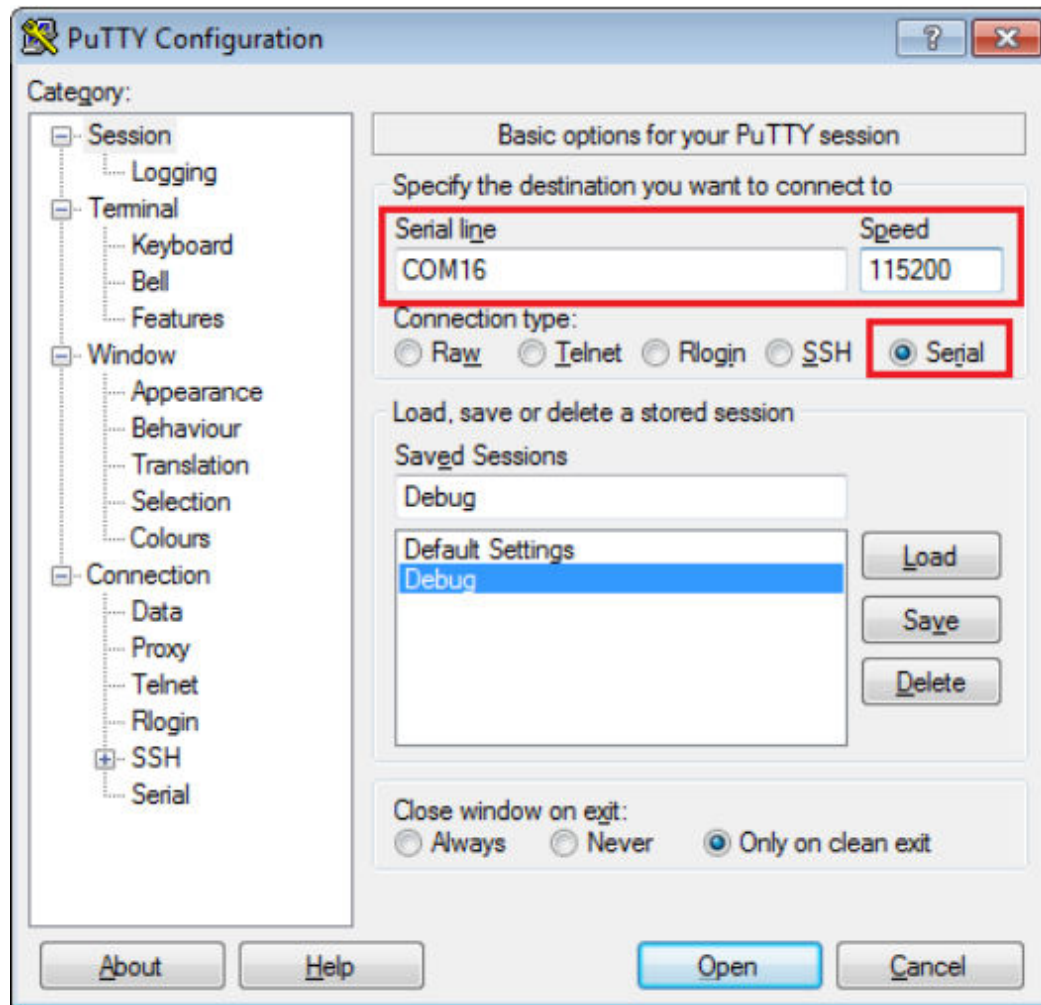 PuTTY Configuration
?
Category:
Session
Logging
Terminal
Keyboard
Bell
Features
Window
Appearance
Behaviour
Translation
Selection
Colours
Connection
Data
Proxy
Telnet
Rlogin
SSH
Serial
Basic options for your PuTTY session
Specify the destination you want to connect to
Serial line Speed
COM16 115200
Connection type:
Raw Telnet Rlogin SSH Serial
Load, save or delete a stored session
Saved Sessions
Debug
Default Settings
Debug
Load
Save
Delete
Close window on exit:
Always Never Only on clean exit
About Help Open Cancel